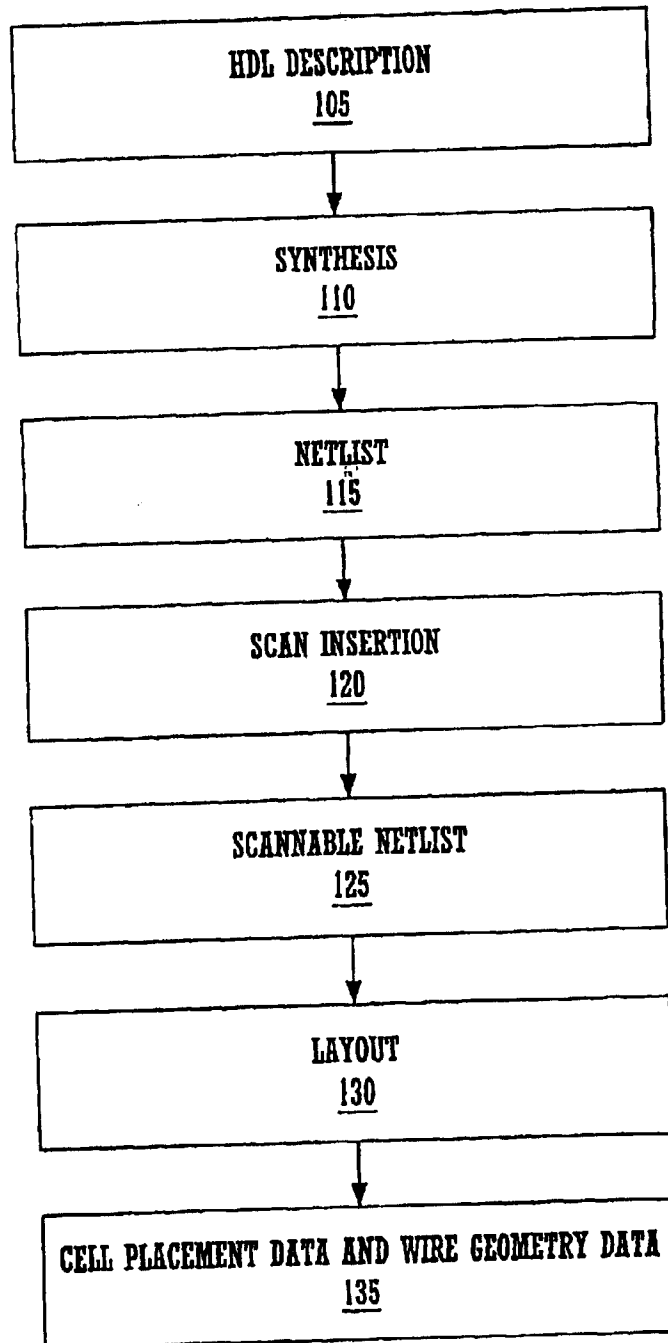 HDL DESCRIPTION
105
SYNTHESIS
110
NETLIST
115
SCAN INSERTION
120
SCANNABLE NETLIST
125
LAYOUT
130
CELL PLACEMENT DATA AND WIRE GEOMETRY DATA
135